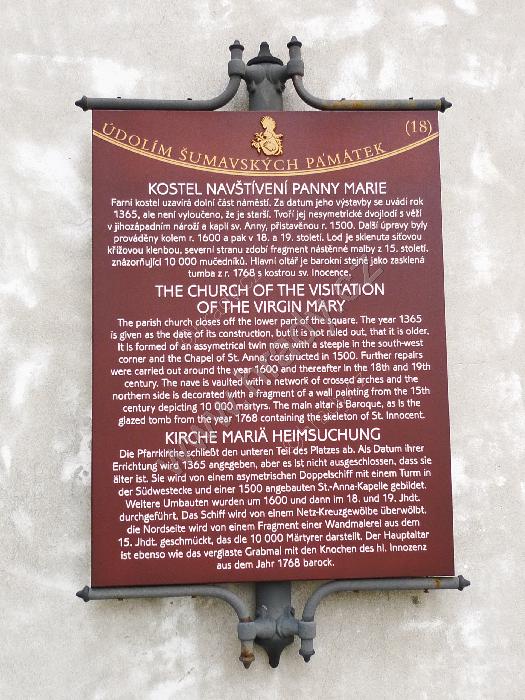 ÚDOLÍM ŠUMAVSKÝCH PAMÁTEK
(18)
KOSTEL NAVŠTÍVENÍ PANNY MARIE
Farní kostel uzavírá dolní část náměstí. Za datum jeho výstavby se uvádí rok
1365, ale není vyloučeno, že je starší. Tvoří jej nesymetrické dvojlodí s věží
v jihozápadním nároží a kaplí sv. Anny, přistavěnou r. 1500. Další úpravy byly
prováděny kolem r. 1600 a pak v 18. a 19. století. Loď je sklenuta síťovou
křížovou klenbou, severní stranu zdobí fragment nástěnné malby z 15. století,
znázorňující 10 000 mučedníků. Hlavní oltář je barokní stejně jako zasklená
tumba z r. 1768 s kostrou sv. Inocence.
THE CHURCH OF THE VISITATION
OF THE VIRGIN MARY
The parish church closes off the lower part of the square. The year 1365
is given as the date of its construction, but it is not ruled out, that it is older.
It is formed of an assymetrical twin nave with a steeple in the south-west
corner and the Chapel of St. Anna, constructed in 1500. Further repairs
were carried out around the year 1600 and thereafter in the 18th and 19th
century. The nave is vaulted with a network of crossed arches and the
northern side is decorated with a fragment of a wall painting from the 15th
century depicting 10 000 martyrs. The main altar is Baroque, as is the
glazed tomb from the year 1768 containing the skeleton of St. Innocent.
KIRCHE MARIÄ HEIMSUCHUNG
Die Pfarrkirche schließt den unteren Teil des Platzes ab. Als Datum ihrer
Errichtung wird 1365 angegeben, aber es ist nicht ausgeschlossen, dass sie
älter ist. Sie wird von einem asymetrischen Doppelschiff mit einem Turm in
der Südwestecke und einer 1500 angebauten St.-Anna-Kapelle gebildet.
Weitere Umbauten wurden um 1600 und dann im 18. und 19. Jhdt.
durchgeführt. Das Schiff wird von einem Netz-Kreuzgewölbe überwölbt,
die Nordseite wird von einem Fragment einer Wandmalerei aus dem
15. Jhdt. geschmückt, das die 10 000 Märtyrer darstellt. Der Hauptaltar
ist ebenso wie das verglaste Grabmal mit den Knochen des hl. Innozenz
aus dem Jahr 1768 barock.